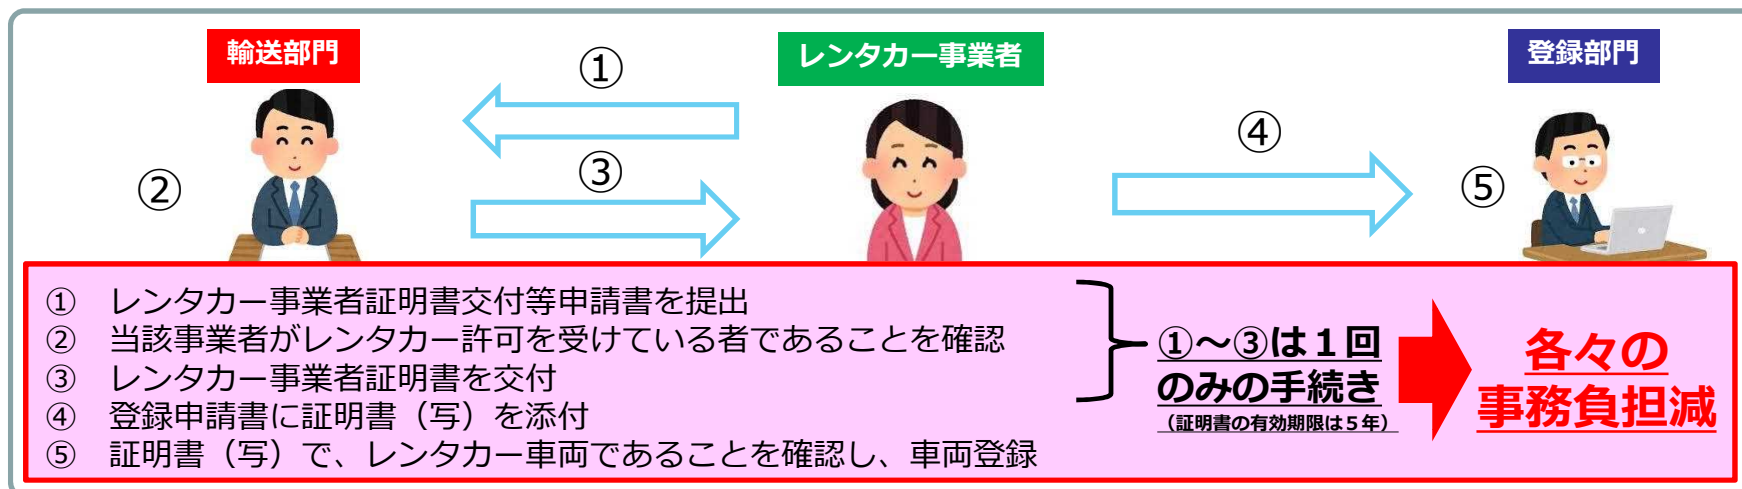 輸送部門
レンタカー事業者
登録部門
①
④
③
②
⑤
① レンタカー事業者証明書交付等申請書を提出
② 当該事業者がレンタカー許可を受けている者であることを確認
③ レンタカー事業者証明書を交付
④ 登録申請書に証明書（写）を添付
⑤ 証明書（写）で、レンタカー車両であることを確認し、車両登録
①～③は１回
のみの手続き
（証明書の有効期限は５年）
各々の
事務負担減